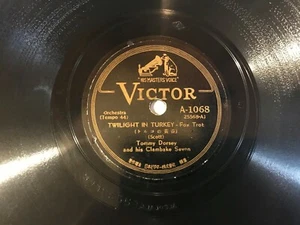 "HIS MASTER'S VOICE"
VICTOR
Orchestra
(Tempo 44)
A-1068
(25568-A)
TWILIGHT IN TURKEY-Fox Trot
(Scott)
Tommy Dorsey
and his Clambake Seven